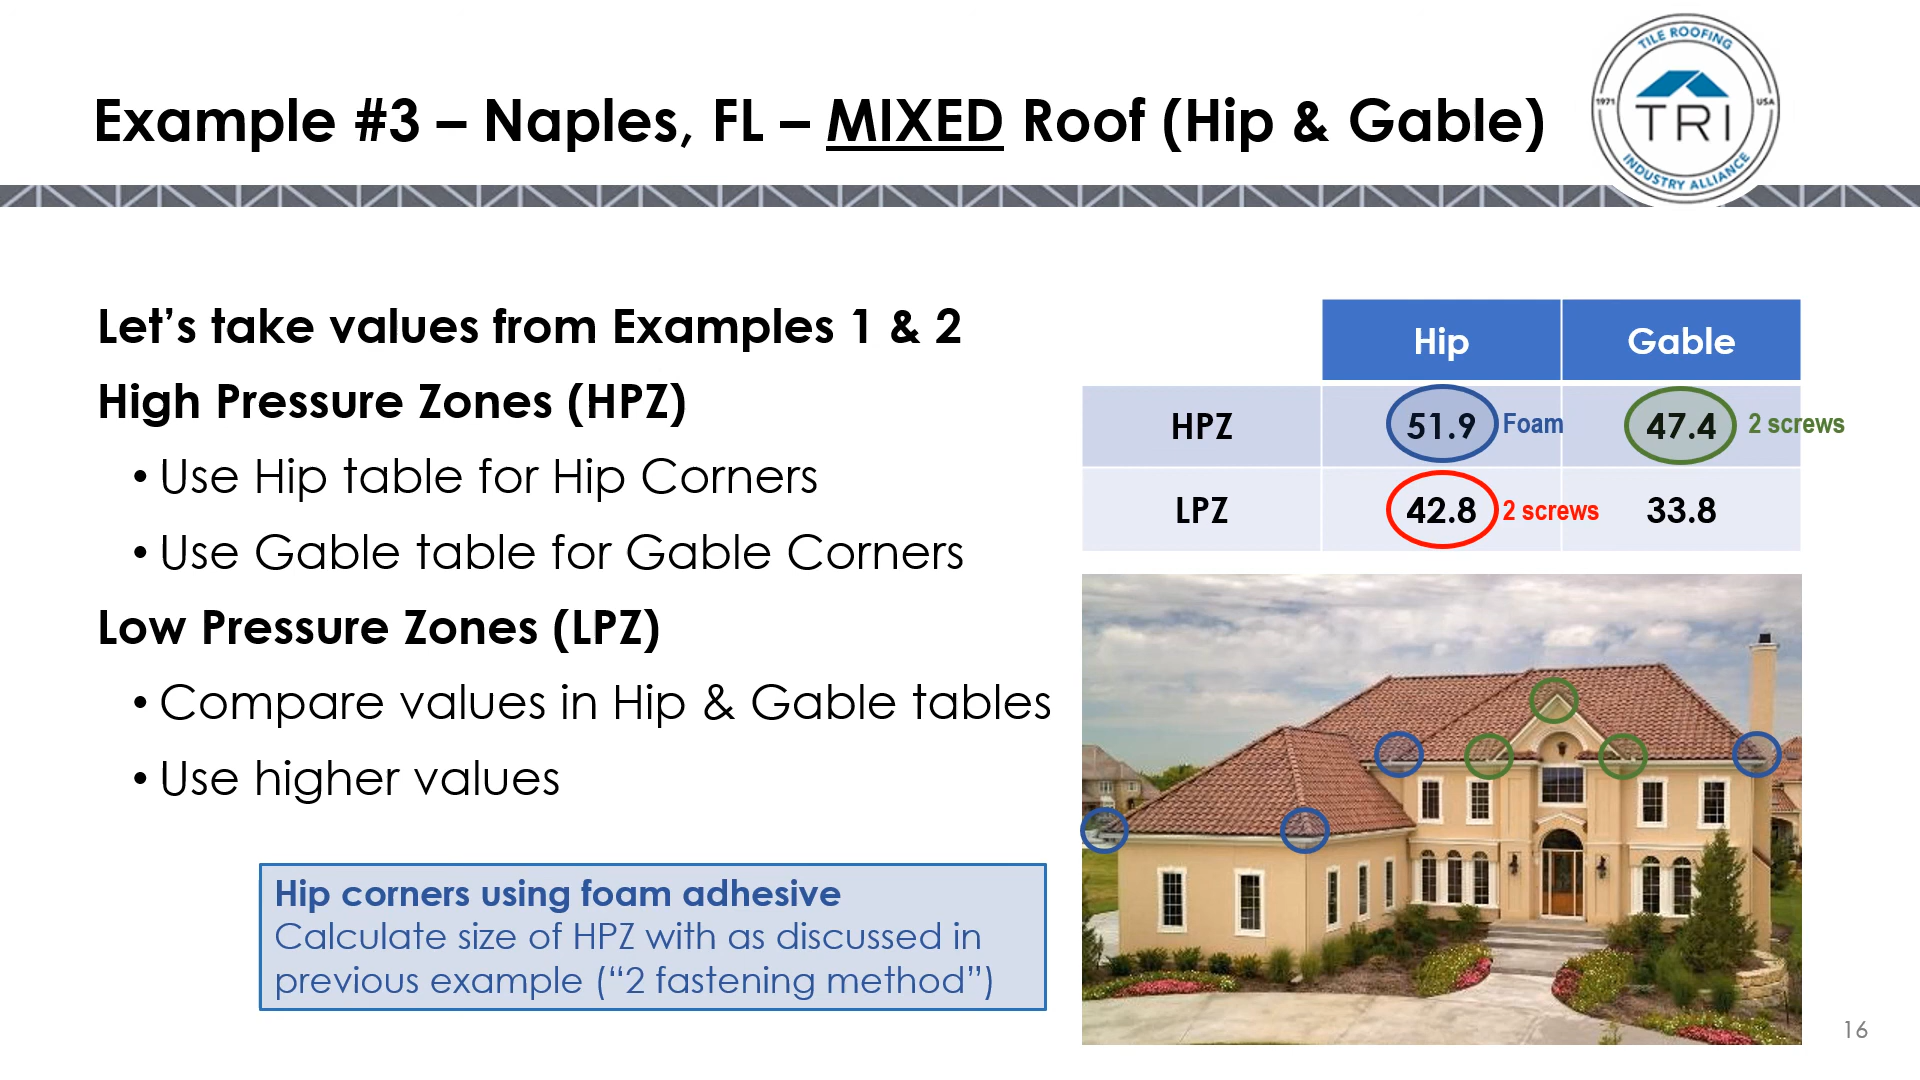 Example #3 – Naples, FL – MIXED Roof (Hip & Gable)
TILE ROOFING
1971
USA
TRI
INDUSTRY ALLIANCE
Let’s take values from Examples 1 & 2
High Pressure Zones (HPZ)
• Use Hip table for Hip Corners
• Use Gable table for Gable Corners
Low Pressure Zones (LPZ)
• Compare values in Hip & Gable tables
• Use higher values
Hip corners using foam adhesive
Calculate size of HPZ with as discussed in
previous example (“2 fastening method”)
Hip Gable
HPZ 51.9 Foam 47.4 2 screws
LPZ 42.8 2 screws 33.8
16